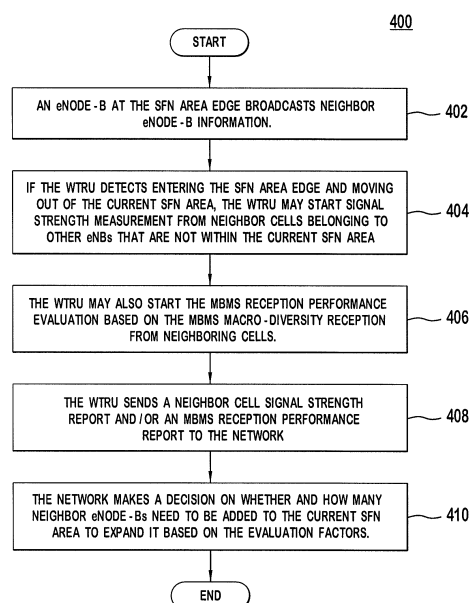 400
START
AN eNODE-B AT THE SFN AREA EDGE BROADCASTS NEIGHBOR
eNODE-B INFORMATION.
402
IF THE WTRU DETECTS ENTERING THE SFN AREA EDGE AND MOVING
OUT OF THE CURRENT SFN AREA, THE WTRU MAY START SIGNAL
STRENGTH MEASUREMENT FROM NEIGHBOR CELLS BELONGING TO
OTHER eNBs THAT ARE NOT WITHIN THE CURRENT SFN AREA
404
THE WTRU MAY ALSO START THE MBMS RECEPTION PERFORMANCE
EVALUATION BASED ON THE MBMS MACRO-DIVERSITY RECEPTION
FROM NEIGHBORING CELLS.
406
THE WTRU SENDS A NEIGHBOR CELL SIGNAL STRENGTH
REPORT AND/OR AN MBMS RECEPTION PERFORMANCE
REPORT TO THE NETWORK
408
THE NETWORK MAKES A DECISION ON WHETHER AND HOW MANY
NEIGHBOR eNODE-Bs NEED TO BE ADDED TO THE CURRENT SFN
AREA TO EXPAND IT BASED ON THE EVALUATION FACTORS.
410
END